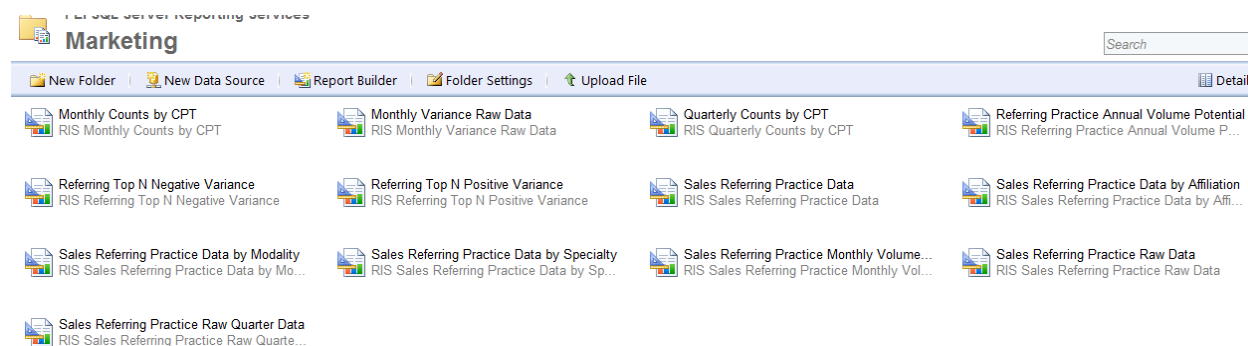 SQL Server Reporting Services
Marketing
Search
New Folder
New Data Source
Report Builder
Folder Settings
Upload File
Detail
Monthly Counts by CPT
RIS Monthly Counts by CPT
Monthly Variance Raw Data
RIS Monthly Variance Raw Data
Quarterly Counts by CPT
RIS Quarterly Counts by CPT
Referring Practice Annual Volume Potential
RIS Referring Practice Annual Volume P...
Referring Top N Negative Variance
RIS Referring Top N Negative Variance
Referring Top N Positive Variance
RIS Referring Top N Positive Variance
Sales Referring Practice Data
RIS Sales Referring Practice Data
Sales Referring Practice Data by Affiliation
RIS Sales Referring Practice Data by Affi...
Sales Referring Practice Data by Modality
RIS Sales Referring Practice Data by Mo...
Sales Referring Practice Data by Specialty
RIS Sales Referring Practice Data by Sp...
Sales Referring Practice Monthly Volume...
RIS Sales Referring Practice Monthly Vol...
Sales Referring Practice Raw Data
RIS Sales Referring Practice Raw Data
Sales Referring Practice Raw Quarter Data
RIS Sales Referring Practice Raw Quarte...